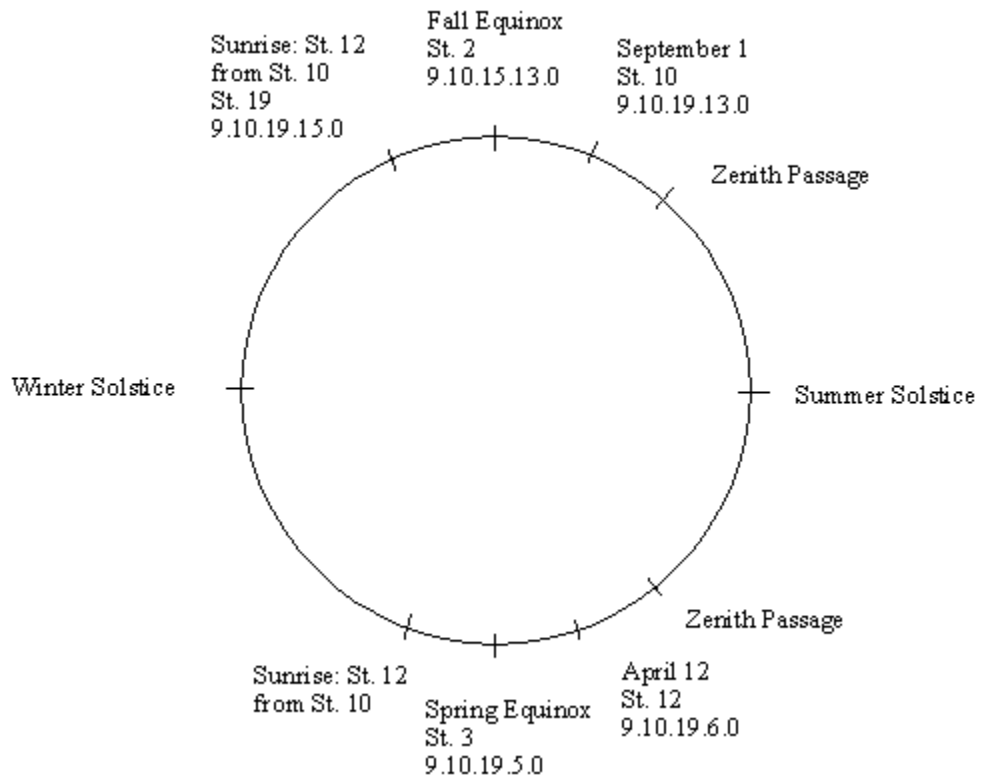 Fall Equinox
St. 2
9.10.15.13.0
Sunrise: St. 12
from St. 10
St. 19
9.10.19.15.0
September 1
St. 10
9.10.19.13.0
Zenith Passage
Winter Solstice
Summer Solstice
Zenith Passage
Sunrise: St. 12
from St. 10
Spring Equinox
St. 3
9.10.19.5.0
April 12
St. 12
9.10.19.6.0